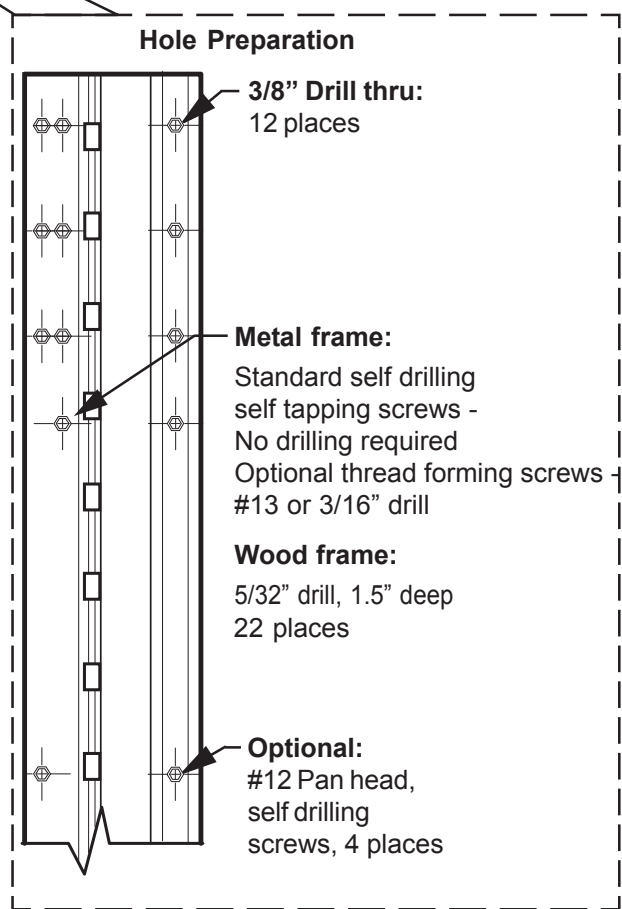 Hole Preparation
3/8” Drill thru:
12 places
Metal frame:
Standard self drilling
self tapping screws -
No drilling required
Optional thread forming screws -
#13 or 3/16” drill
Wood frame:
5/32” drill, 1.5” deep
22 places
Optional:
#12 Pan head,
self drilling
screws, 4 places